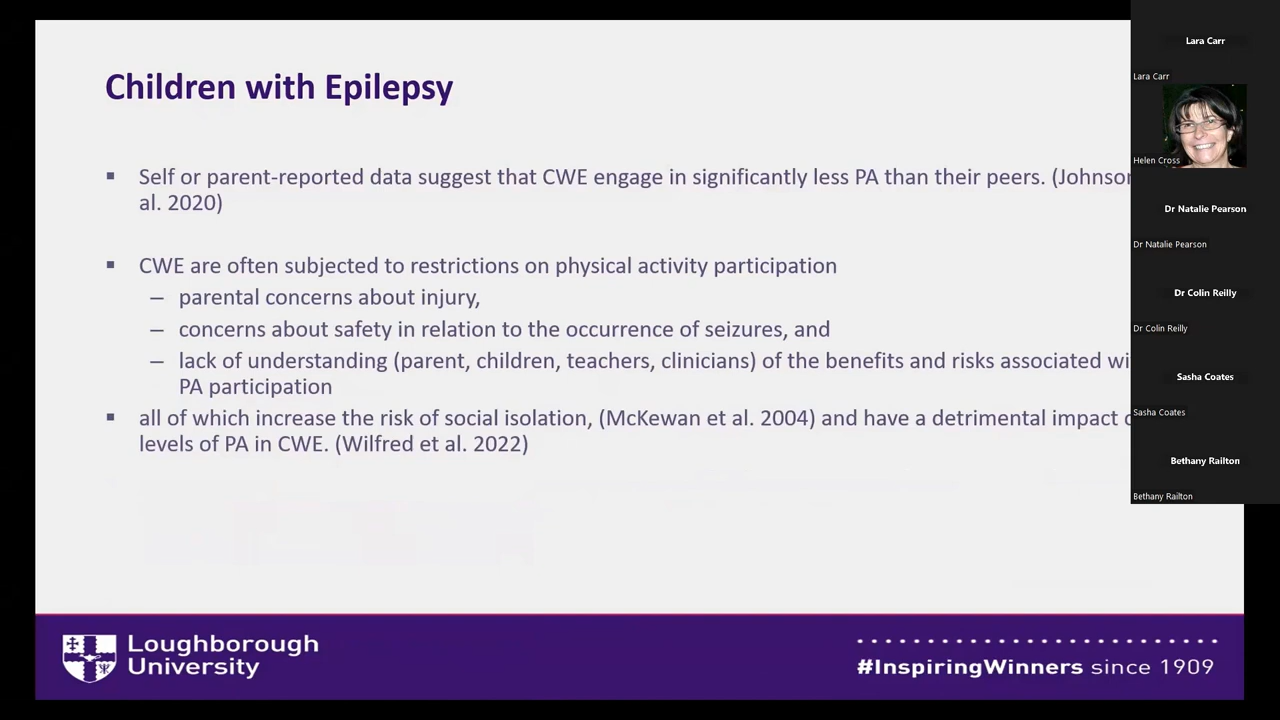 Children with Epilepsy
▪ Self or parent-reported data suggest that CWE engage in significantly less PA than their peers. (Johnson
al. 2020)
▪ CWE are often subjected to restrictions on physical activity participation
– parental concerns about injury,
– concerns about safety in relation to the occurrence of seizures, and
– lack of understanding (parent, children, teachers, clinicians) of the benefits and risks associated wi
PA participation
▪ all of which increase the risk of social isolation, (McKewan et al. 2004) and have a detrimental impact
levels of PA in CWE. (Wilfred et al. 2022)
Loughborough
University
#InspiringWinners since 1909
Lara Carr
Lara Carr
Helen Cross
Dr Natalie Pearson
Dr Natalie Pearson
Dr Colin Reilly
Dr Colin Reilly
Sasha Coates
Sasha Coates
Bethany Railton
Bethany Railton